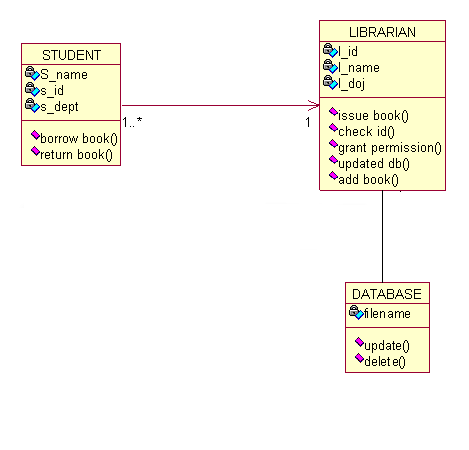 STUDENT
S_name
s_id
s_dept
borrow book()
return book()
1..*
1
LIBRARIAN
l_id
l_name
l_doj
issue book()
check id()
grant permission()
updated db()
add book()
DATABASE
filename
update()
delete()